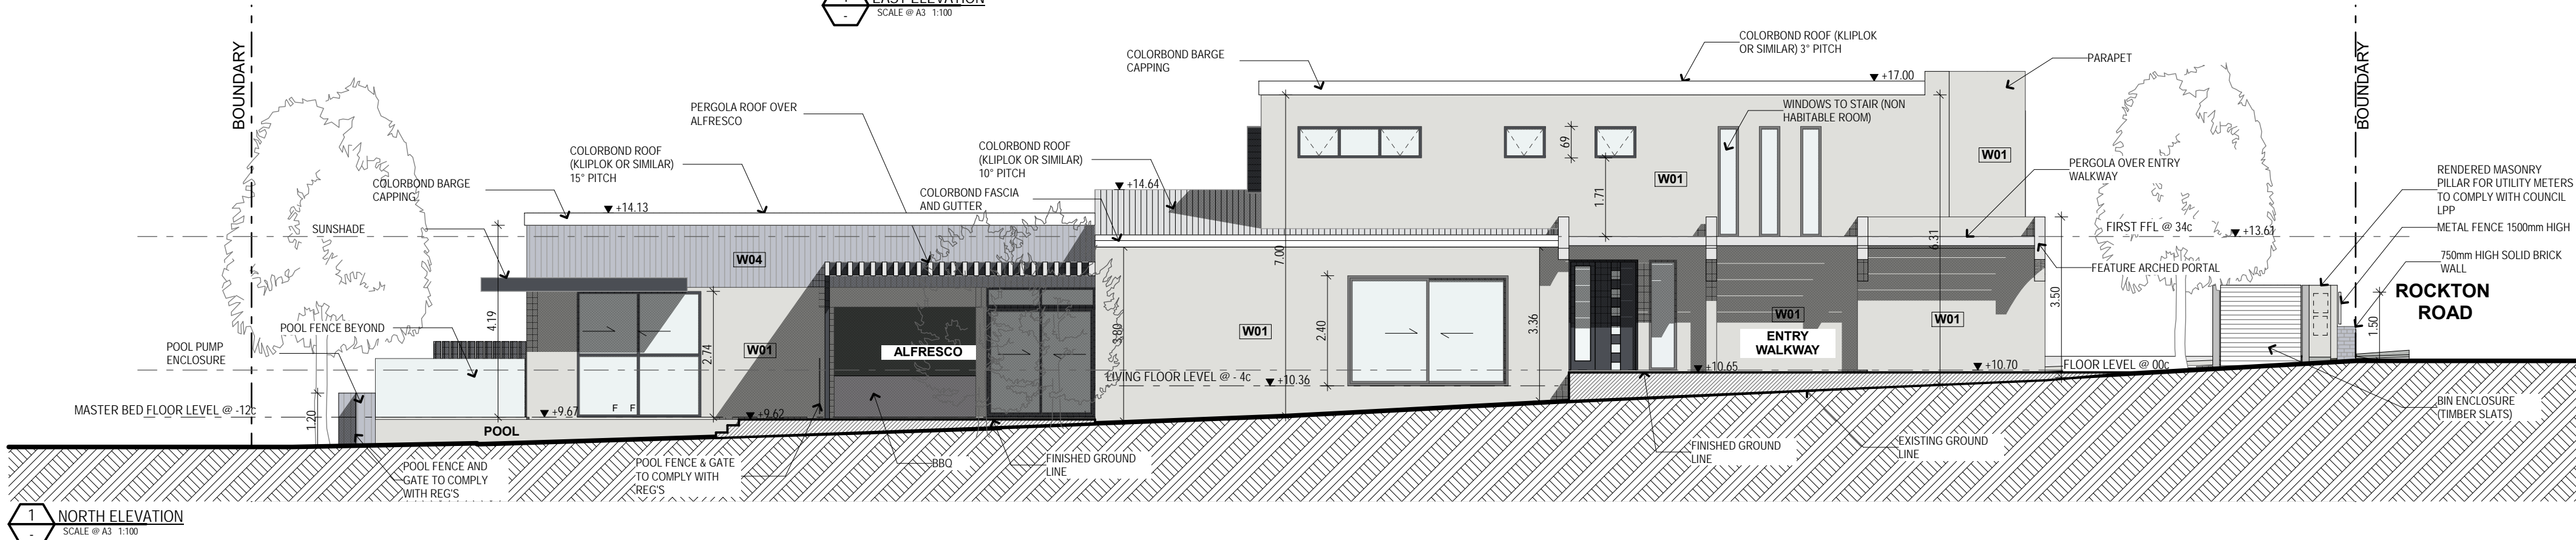 EAST ELEVATION
-
SCALE @ A3 1:100
BOUNDARY
COLORBOND BARGE
CAPPING
COLORBOND ROOF (KLIPLOK
OR SIMILAR) 3° PITCH
+17.00
PARAPET
BOUNDARY
PERGOLA ROOF OVER
ALFRESCO
WINDOWS TO STAIR (NON
HABITABLE ROOM)
COLORBOND ROOF
(KLIPLOK OR SIMILAR)
15° PITCH
COLORBOND ROOF
(KLIPLOK OR SIMILAR)
10° PITCH
69
W01
PERGOLA OVER ENTRY
WALKWAY
RENDERED MASONRY
PILLAR FOR UTILITY METERS
TO COMPLY WITH COUNCIL
LPP
COLORBOND BARGE
CAPPING
COLORBOND FASCIA
AND GUTTER
+14.64
W01
1.71
+14.13
SUNSHADE
FIRST FFL @ 34c
+13.61
METAL FENCE 1500mm HIGH
W04
7.00
6.31
FEATURE ARCHED PORTAL
750mm HIGH SOLID BRICK
WALL
ROCKTON
ROAD
POOL FENCE BEYOND
4.19
2.74
3.80
2.40
3.36
3.50
1.50
W01
W01
W01
W01
POOL PUMP
ENCLOSURE
ALFRESCO
ENTRY
WALKWAY
+10.65
+10.70
FLOOR LEVEL @ 00c
LIVING FLOOR LEVEL @ - 4c
+10.36
MASTER BED FLOOR LEVEL @ -12c
1.20
+9.67
F F
+9.62
POOL
BIN ENCLOSURE
(TIMBER SLATS)
POOL FENCE AND
GATE TO COMPLY
WITH REG'S
POOL FENCE & GATE
TO COMPLY WITH
REG'S
BBQ
FINISHED GROUND
LINE
FINISHED GROUND
LINE
EXISTING GROUND
LINE
1
-
NORTH ELEVATION
SCALE @ A3 1:100